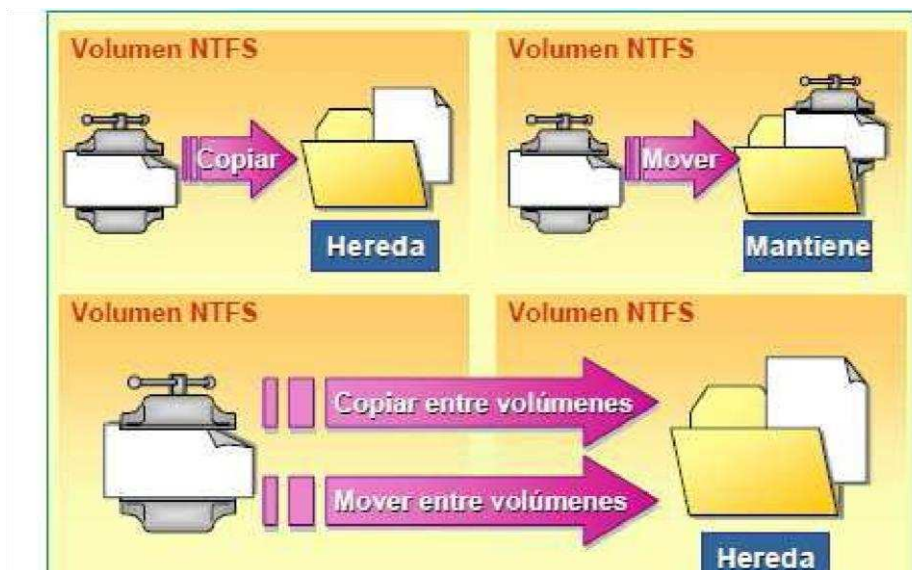 Volumen NTFS
Copiar
Hereda
Volumen NTFS
Mover
Mantiene
Volumen NTFS
Volumen NTFS
Copiar entre volúmenes
Mover entre volúmenes
Hereda